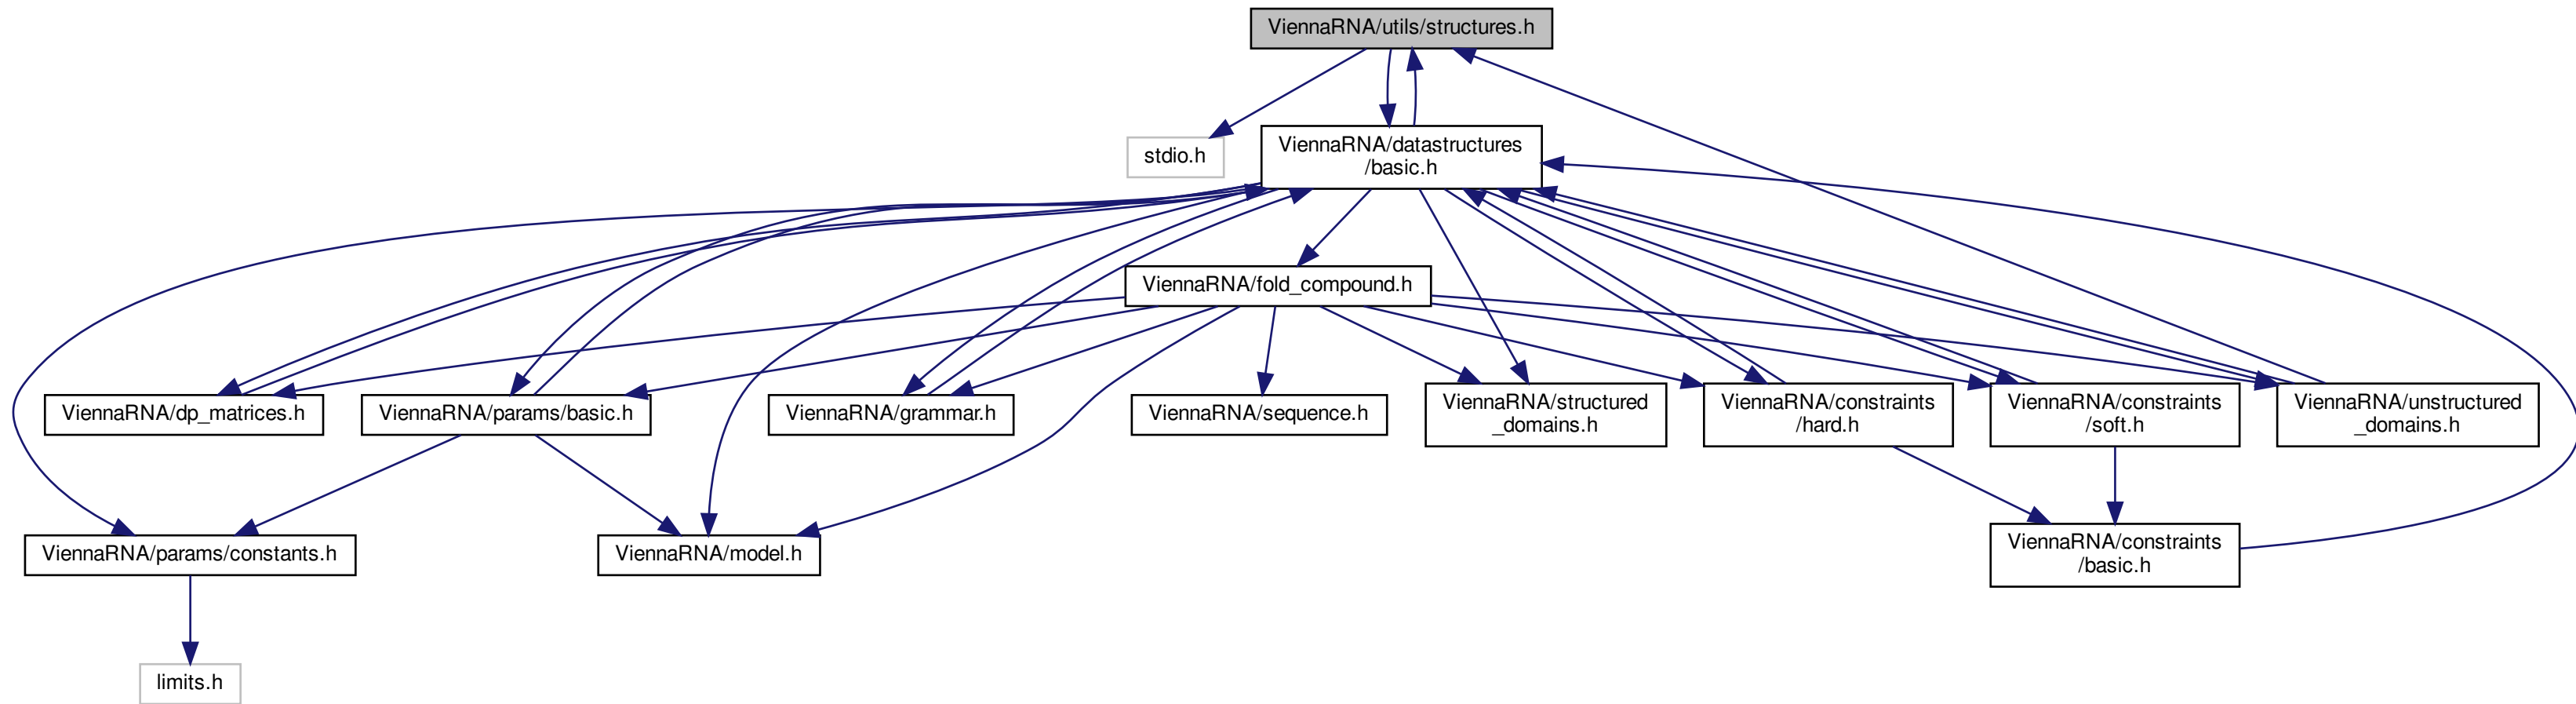 ViennaRNA/utils/structures.h
stdio.h
ViennaRNA/datastructures
/basic.h
ViennaRNA/fold_compound.h
ViennaRNA/dp_matrices.h
ViennaRNA/params/basic.h
ViennaRNA/grammar.h
ViennaRNA/sequence.h
ViennaRNA/structured
_domains.h
ViennaRNA/constraints
/hard.h
ViennaRNA/constraints
/soft.h
ViennaRNA/unstructured
_domains.h
ViennaRNA/params/constants.h
ViennaRNA/model.h
ViennaRNA/constraints
/basic.h
limits.h